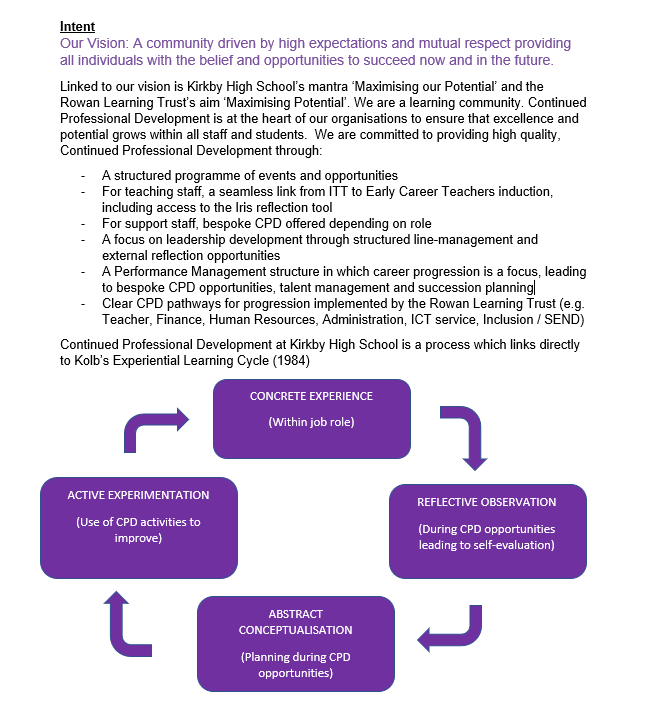 Intent
Our Vision: A community driven by high expectations and mutual respect providing
all individuals with the belief and opportunities to succeed now and in the future.
Linked to our vision is Kirkby High School's mantra ‘Maximising our Potential’ and the
Rowan Learning Trust's aim ‘Maximising Potential’. We are a learning community. Continued
Professional Development is at the heart of our organisations to ensure that excellence and
potential grows within all staff and students.  We are committed to providing high quality,
Continued Professional Development through:
- A structured programme of events and opportunities
- For teaching staff, a seamless link from ITT to Early Career Teachers induction,
including access to the Iris reflection tool
- For support staff, bespoke CPD offered depending on role
- A focus on leadership development through structured line-management and
external reflection opportunities
- A Performance Management structure in which career progression is a focus, leading
to bespoke CPD opportunities, talent management and succession planning
- Clear CPD pathways for progression implemented by the Rowan Learning Trust (e.g.
Teacher, Finance, Human Resources, Administration, ICT service, Inclusion / SEND)
Continued Professional Development at Kirkby High School is a process which links directly
to Kolb's Experiential Learning Cycle (1984)
CONCRETE EXPERIENCE
(Within job role)
REFLECTIVE OBSERVATION
(During CPD opportunities
leading to self-evaluation)
ABSTRACT
CONCEPTUALISATION
(Planning during CPD
opportunities)
ACTIVE EXPERIMENTATION
(Use of CPD activities to
improve)